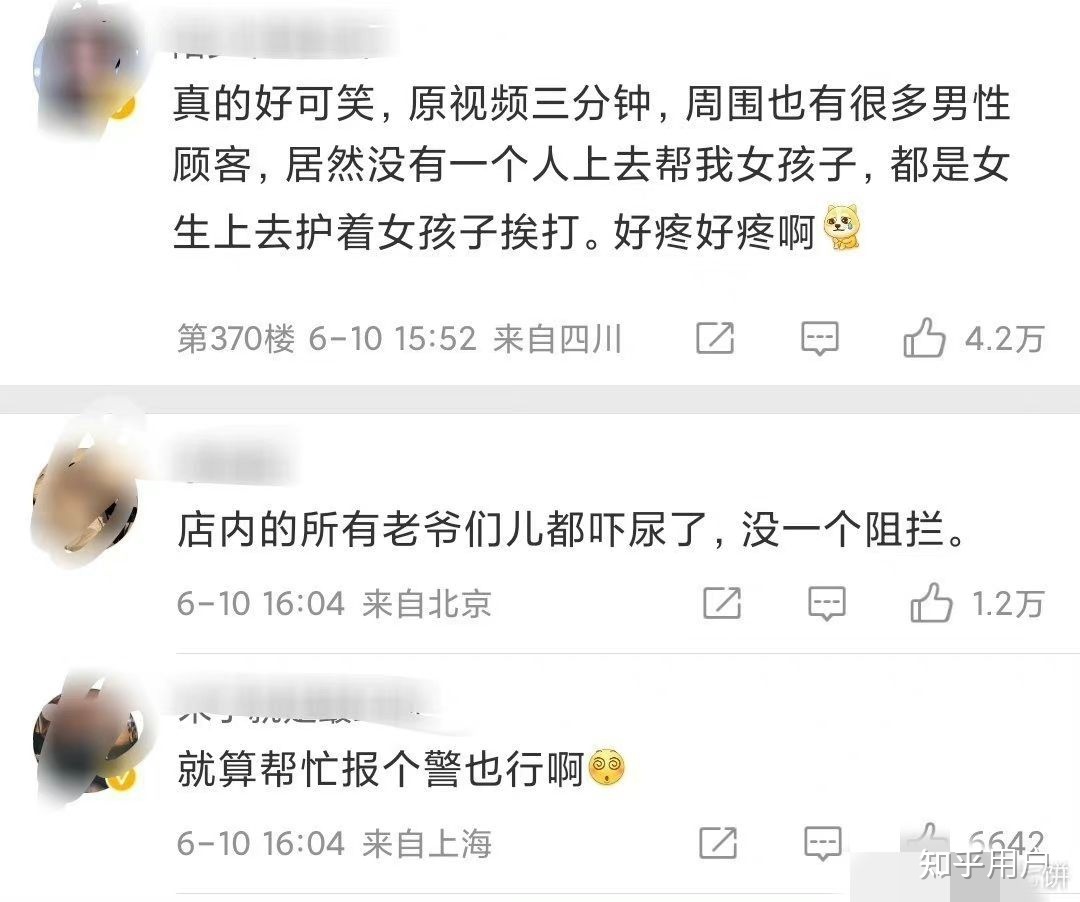 真的好可笑，原视频三分钟，周围也有很多男性
顾客，居然没有一个人上去帮我女孩子，都是女
生上去护着女孩子挨打。好疼好疼啊
第370楼 6-10 15:52 来自四川 4.2万
店内的所有老爷们儿都吓尿了，没一个阻拦。
6-10 16:04 来自北京 1.2万
就算帮忙报个警也行啊
6-10 16:04 来自上海 6642
知乎用户
饼